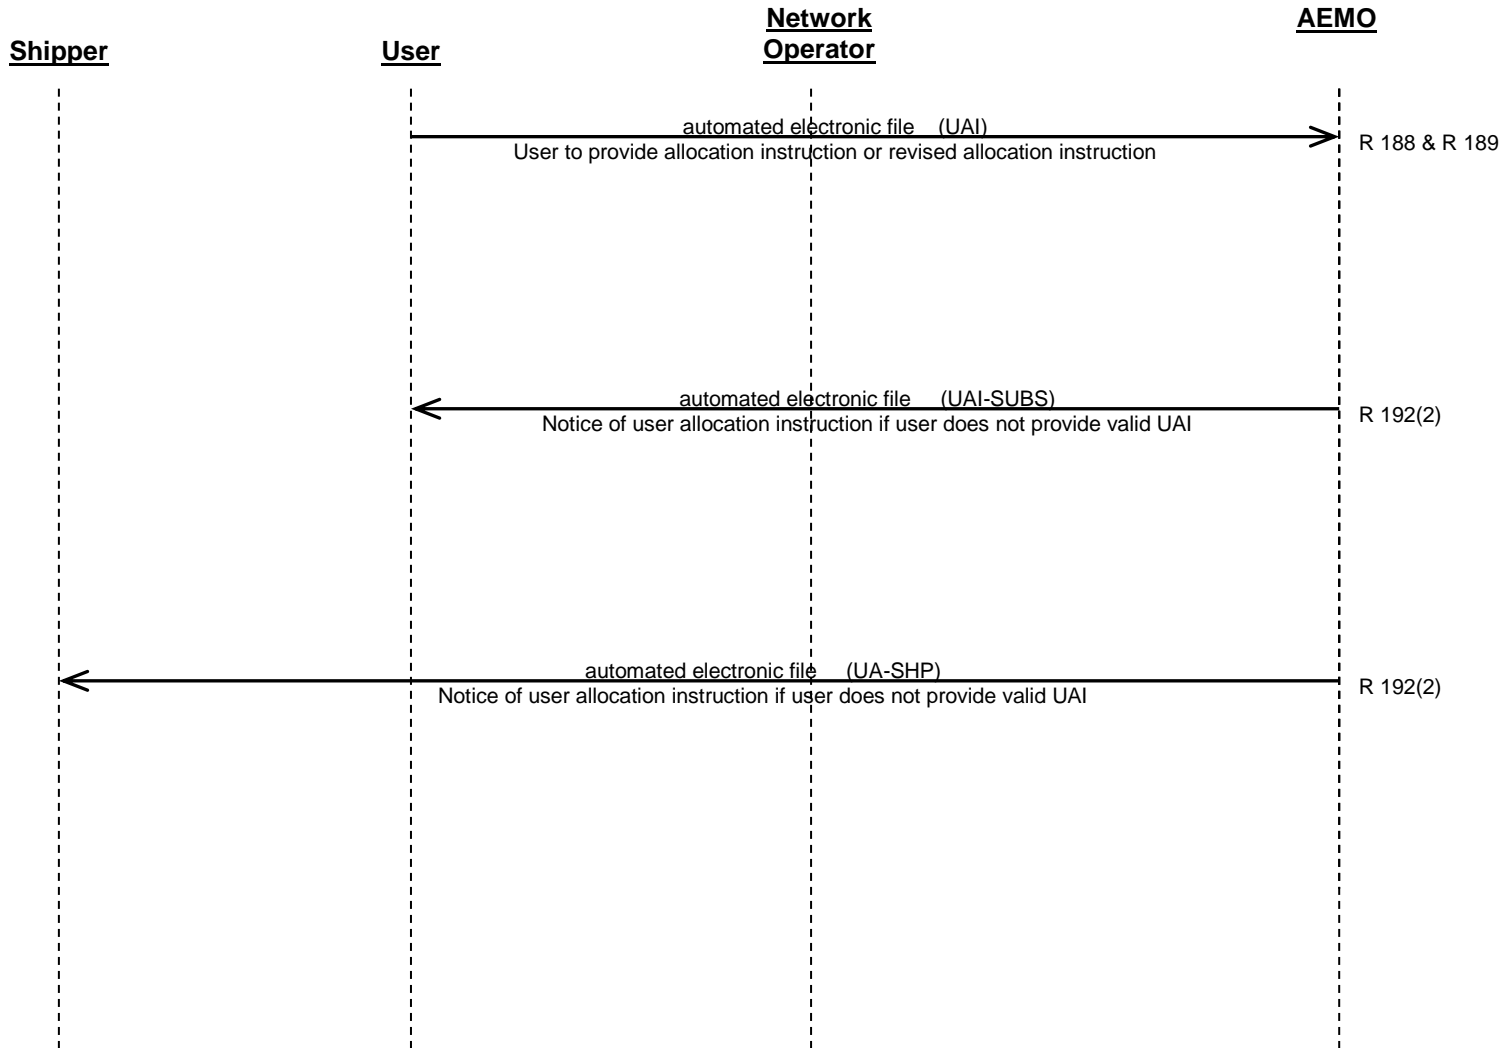 Network
Operator
AEMO
Shipper
User
automated electronic file (UAI)
User to provide allocation instruction or revised allocation instruction
R 188 & R 189
automated electronic file (UAI-SUBS)
Notice of user allocation instruction if user does not provide valid UAI
R 192(2)
automated electronic file (UA-SHP)
Notice of user allocation instruction if user does not provide valid UAI
R 192(2)